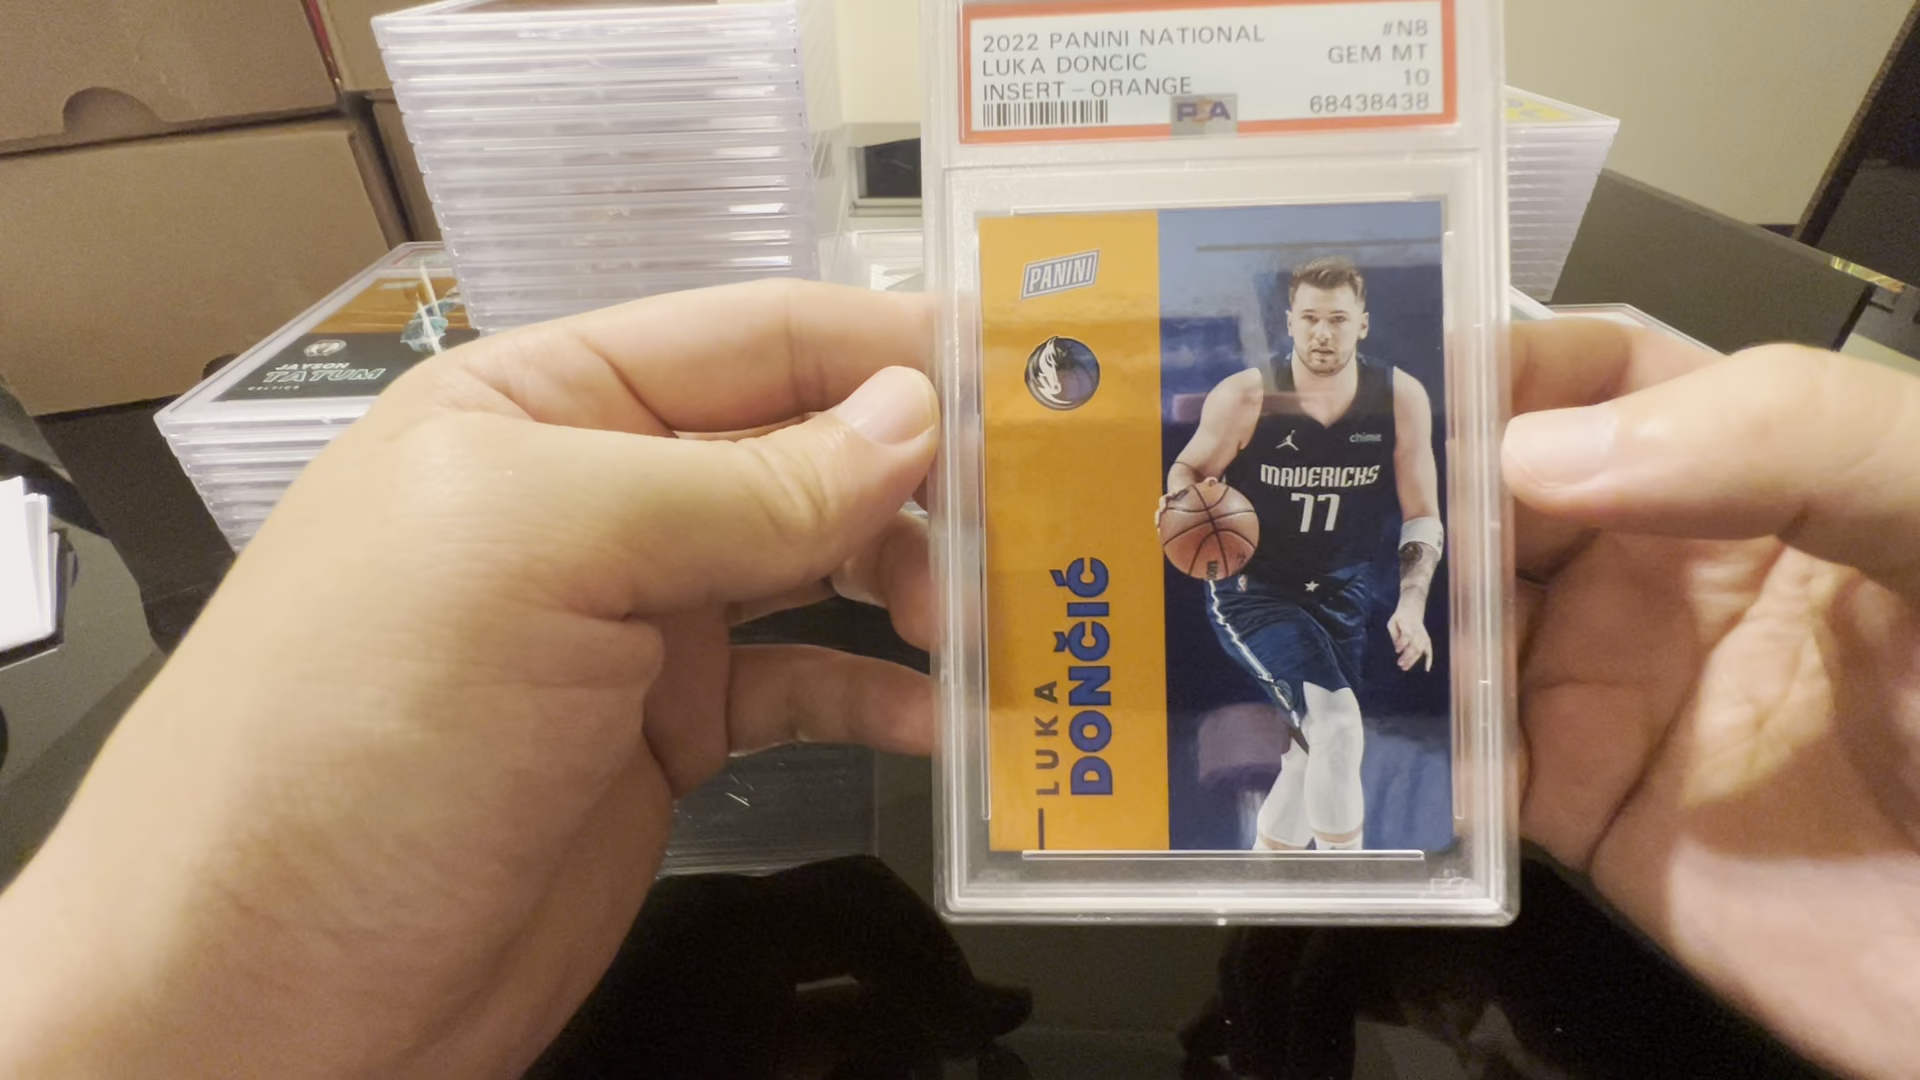 2022 PANINI NATIONAL #N8
LUKA DONCIC GEM MT
INSERT - ORANGE 10
PSA 68438438
PANINI
chime
MAVERICKS
77
LUKA
DONČIĆ
JAYSON
TATUM
CELTICS